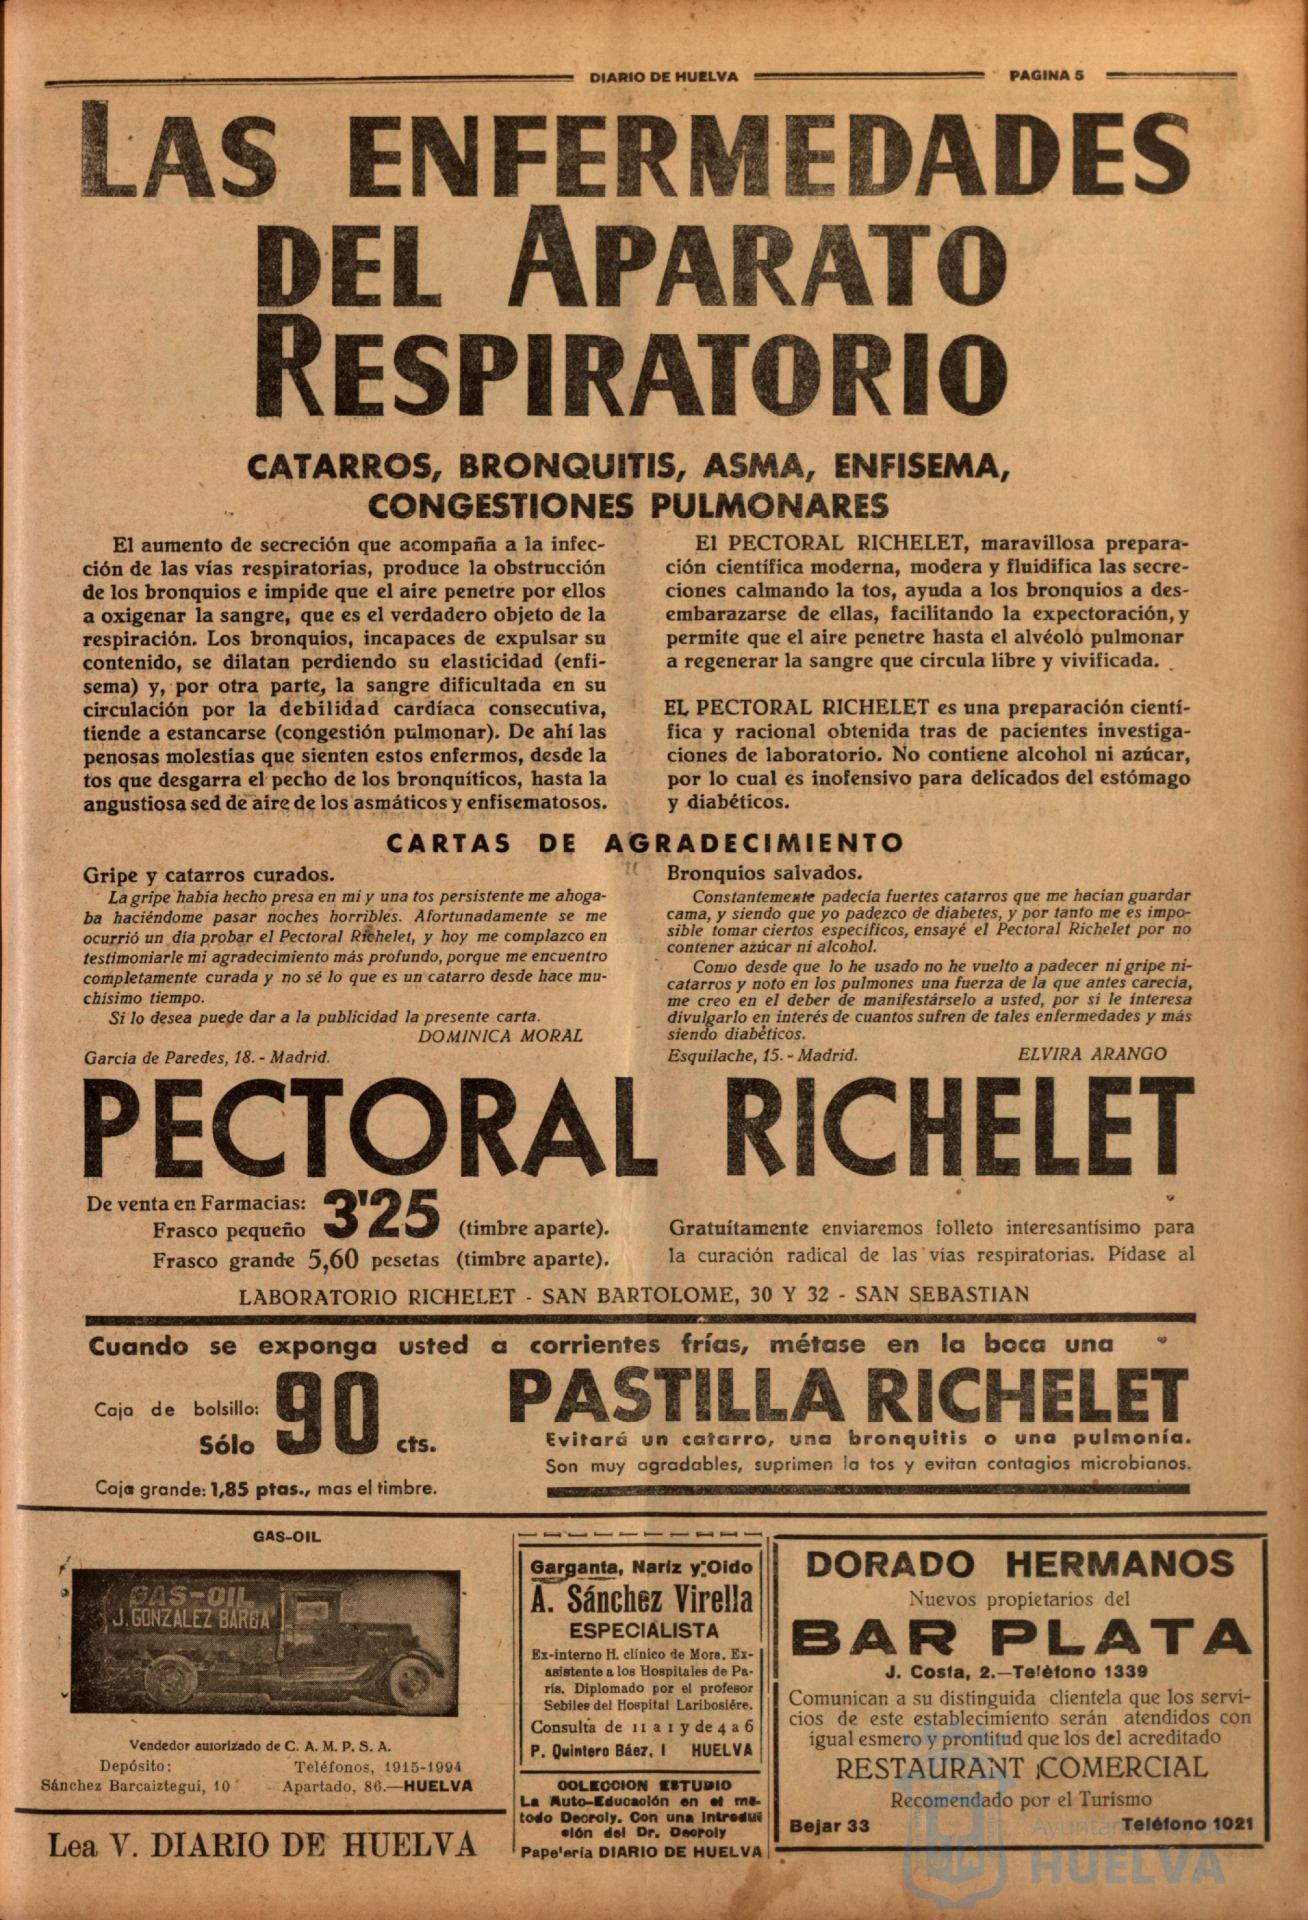 DIARIO DE HUELVA
PAGINA 5
LAS ENFERMEDADES
DEL APARATO
RESPIRATORIO
CATARROS, BRONQUITIS, ASMA, ENFISEMA,
CONGESTIONES PULMONARES
El aumento de secreción que acompaña a la infec-
ción de las vías respiratorias, produce la obstrucción
de los bronquios e impide que el aire penetre por ellos
a oxigenar la sangre, que es el verdadero objeto de la
respiración. Los bronquios, incapaces de expulsar su
contenido, se dilatan perdiendo su elasticidad (enfi-
sema) y, por otra parte, la sangre dificultada en su
circulación por la debilidad cardíaca consecutiva,
tiende a estancarse (congestión pulmonar). De ahí las
penosas molestias que sienten estos enfermos, desde la
tos que desgarra el pecho de los bronquíticos, hasta la
angustiosa sed de aire de los asmáticos y enfisematosos.
El PECTORAL RICHELET, maravillosa prepara-
ción científica moderna, modera y fluidifica las secre-
ciones calmando la tos, ayuda a los bronquios a des-
embarazarse de ellas, facilitando la expectoración, y
permite que el aire penetre hasta el alvéolo pulmonar
a regenerar la sangre que circula libre y vivificada.
EL PECTORAL RICHELET es una preparación cientí-
fica y racional obtenida tras de pacientes investiga-
ciones de laboratorio. No contiene alcohol ni azúcar,
por lo cual es inofensivo para delicados del estómago
y diabéticos.
CARTAS DE AGRADECIMIENTO
Gripe y catarros curados.
La gripe había hecho presa en mi y una tos persistente me ahoga-
ba haciéndome pasar noches horribles. Afortunadamente se me
ocurrió un día probar el Pectoral Richelet, y hoy me complazco en
testimoniarle mi agradecimiento más profundo, porque me encuentro
completamente curada y no sé lo que es un catarro desde hace mu-
chísimo tiempo.
Si lo desea puede dar a la publicidad la presente carta.
DOMINICA MORAL
García de Paredes, 18. - Madrid.
Bronquios salvados.
Constantemente padecía fuertes catarros que me hacían guardar
cama, y siendo que yo padezco de diabetes, y por tanto me es impo-
sible tomar ciertos específicos, ensayé el Pectoral Richelet por no
contener azúcar ni alcohol.
Como desde que lo he usado no he vuelto a padecer ni gripe ni-
catarros y noto en los pulmones una fuerza de la que antes carecía,
me creo en el deber de manifestárselo a usted, por si le interesa
divulgarlo en interés de cuantos sufren de tales enfermedades y más
siendo diabéticos.
Esquilache, 15. - Madrid. ELVIRA ARANGO
PECTORAL RICHELET
De venta en Farmacias:
Frasco pequeño 3'25 (timbre aparte).
Frasco grande 5,60 pesetas (timbre aparte).
Gratuítamente enviaremos folleto interesantísimo para
la curación radical de las vías respiratorias. Pídase al
LABORATORIO RICHELET - SAN BARTOLOME, 30 Y 32 - SAN SEBASTIAN
Cuando se exponga usted a corrientes frías, métase en la boca una
Caja de bolsillo:
Sólo 90 cts.
Caja grande: 1,85 ptas., mas el timbre.
PASTILLA RICHELET
Evitará un catarro, una bronquitis o una pulmonía.
Son muy agradables, suprimen la tos y evitan contagios microbianos.
GAS-OIL
GAS-OIL
J. GONZALEZ BARBA
Vendedor autorizado de C. A. M. P. S. A.
Depósito: Teléfonos, 1915-1994
Sánchez Barcaiztegui, 10 Apartado, 86.—HUELVA
Lea V. DIARIO DE HUELVA
Garganta, Nariz y Oido
A. Sánchez Virella
ESPECIALISTA
Ex-interno H. clínico de Mora. Ex-
asistente a los Hospitales de Pa-
rís. Diplomado por el profesor
Sebiles del Hospital Laribosiére.
Consulta de 11 a 1 y de 4 a 6
P. Quintero Báez, 1 HUELVA
COLECCION ESTUDIO
La Auto-Educación en el mé-
todo Decroly. Con una introduc
ción del Dr. Decroly
Papelería DIARIO DE HUELVA
DORADO HERMANOS
Nuevos propietarios del
BAR PLATA
J. Costa, 2.—Teléfono 1339
Comunican a su distinguida clientela que los servi-
cios de este establecimiento serán atendidos con
igual esmero y prontitud que los del acreditado
RESTAURANT COMERCIAL
Recomendado por el Turismo
Bejar 33 Teléfono 1021
HUELVA